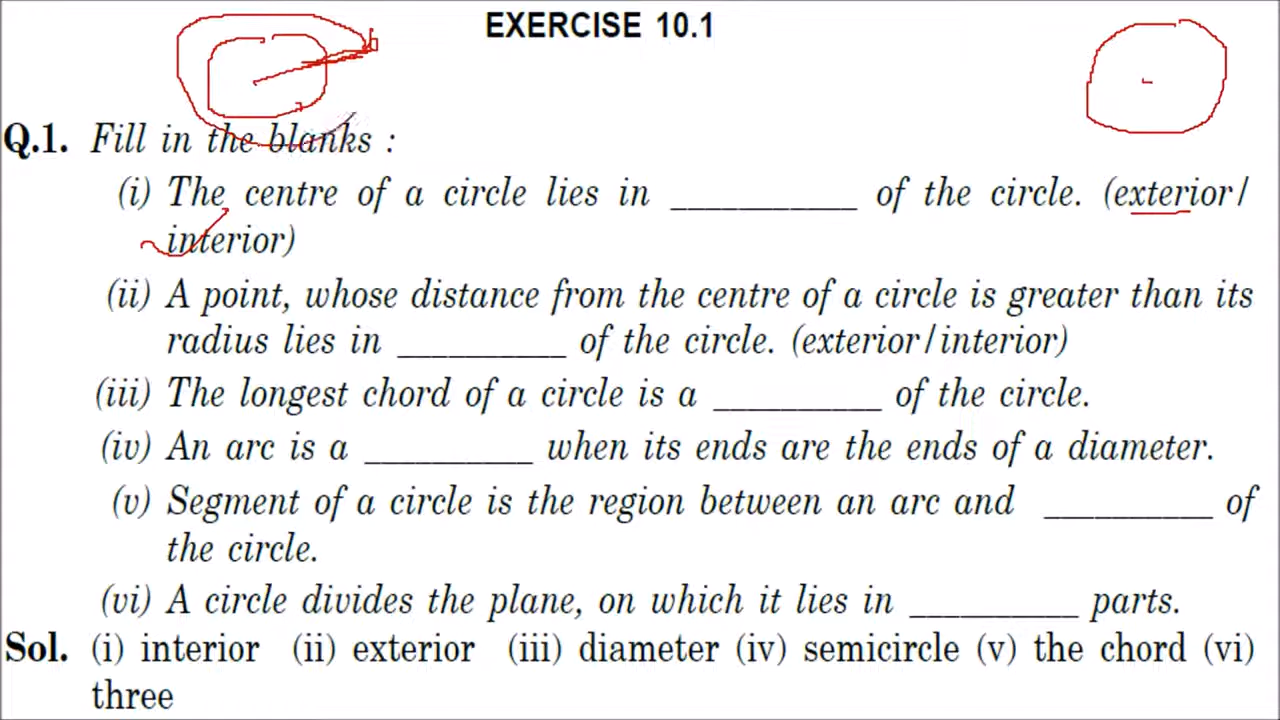 EXERCISE 10.1
Q.1. Fill in the blanks :
(i) The centre of a circle lies in ___________ of the circle. (exterior/
interior)
(ii) A point, whose distance from the centre of a circle is greater than its
radius lies in __________ of the circle. (exterior/interior)
(iii) The longest chord of a circle is a __________ of the circle.
(iv) An arc is a __________ when its ends are the ends of a diameter.
(v) Segment of a circle is the region between an arc and __________ of
the circle.
(vi) A circle divides the plane, on which it lies in __________ parts.
Sol. (i) interior (ii) exterior (iii) diameter (iv) semicircle (v) the chord (vi)
three